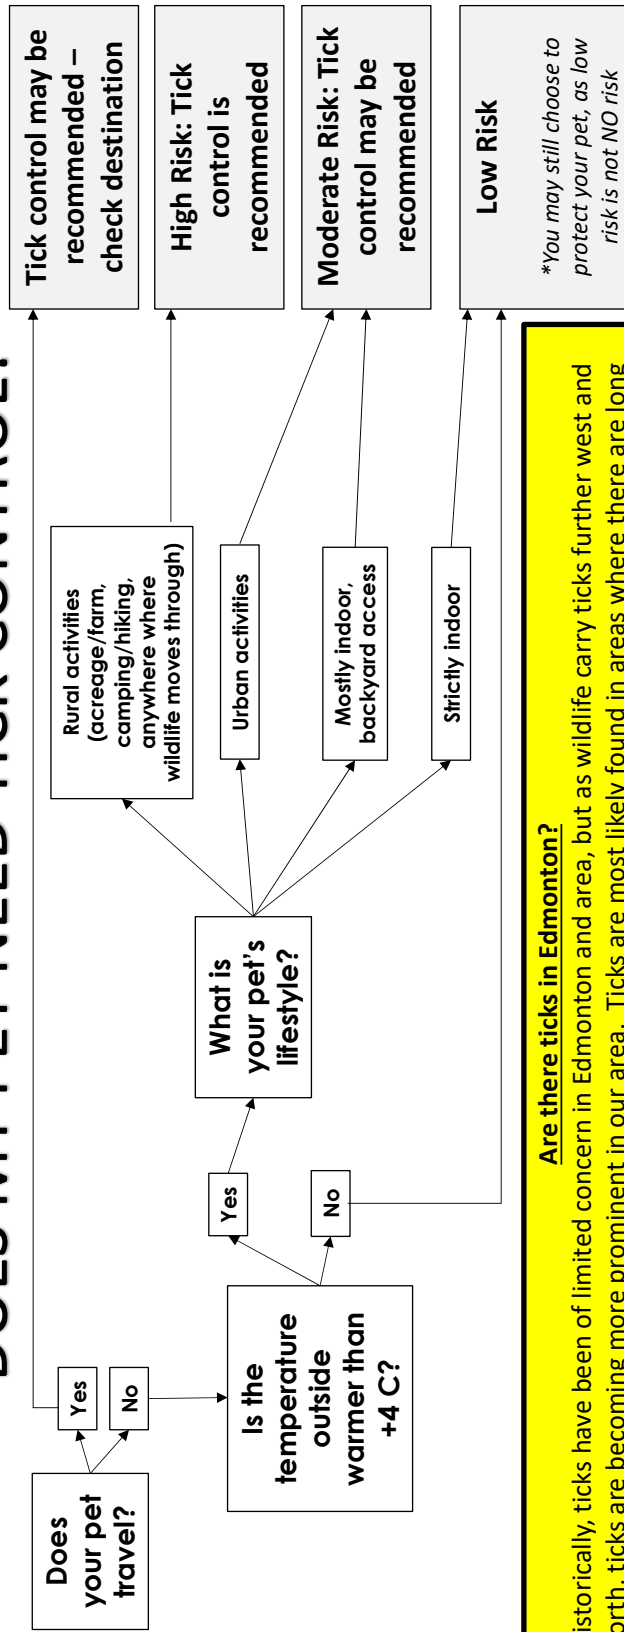 DOES MY PET NEED TICK CONTROL?
Does
your pet
travel?
Yes
No
Is the
temperature
outside
warmer than
+4 C?
Yes
No
What is
your pet's
lifestyle?
Rural activities
(acreage/farm,
camping/hiking,
anywhere where
wildlife moves through)
Urban activities
Mostly indoor,
backyard access
Strictly indoor
Tick control may be
recommended –
check destination
High Risk: Tick
control is
recommended
Moderate Risk: Tick
control may be
recommended
Low Risk
*You may still choose to
protect your pet, as low
risk is not NO risk
Are there ticks in Edmonton?
istorically, ticks have been of limited concern in Edmonton and area, but as wildlife carry ticks further west and
orth, ticks are becoming more prominent in our area. Ticks are most likely found in areas where there are long